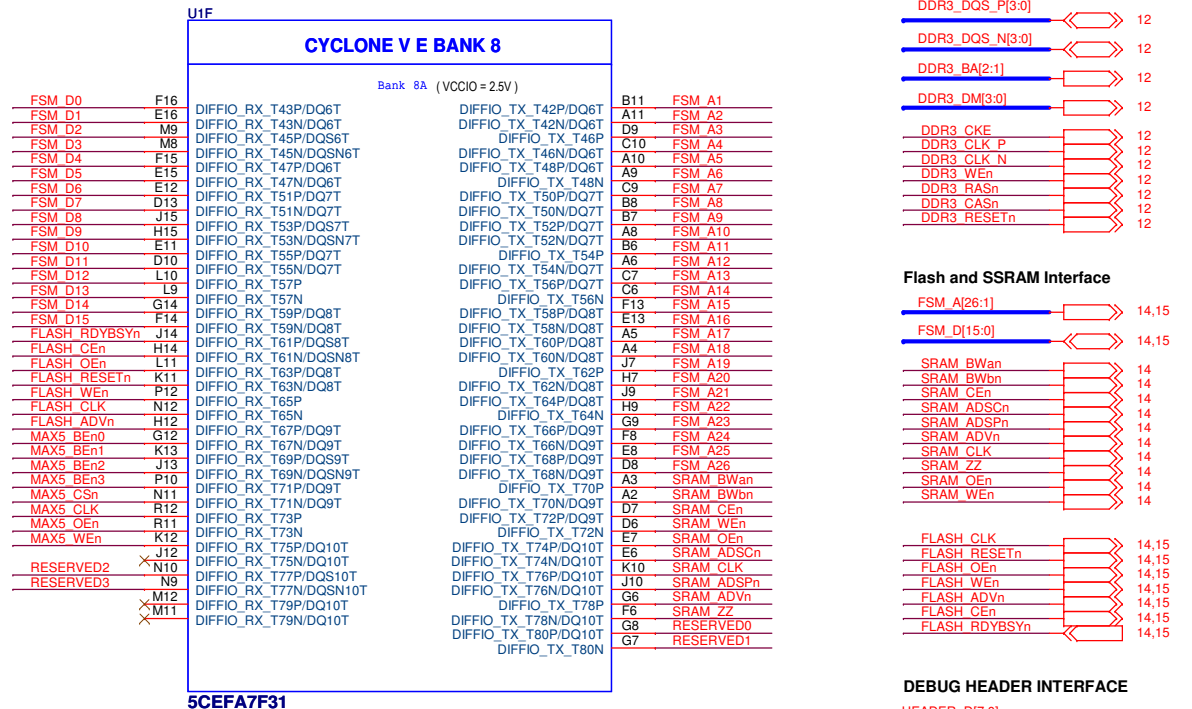 U1F
CYCLONE V E BANK 8
Bank 8A ( VCCIO = 2.5V )
FSM_D0 F16 DIFFIO_RX_T43P/DQ6T DIFFIO_TX_T42P/DQ6T B11 FSM_A1
FSM_D1 E16 DIFFIO_RX_T43N/DQ6T DIFFIO_TX_T42N/DQ6T A11 FSM_A2
FSM_D2 M9 DIFFIO_RX_T45P/DQS6T DIFFIO_TX_T46P D9 FSM_A3
FSM_D3 M8 DIFFIO_RX_T45N/DQSN6T DIFFIO_TX_T46N/DQ6T C10 FSM_A4
FSM_D4 F15 DIFFIO_RX_T47P/DQ6T DIFFIO_TX_T48P/DQ6T A10 FSM_A5
FSM_D5 E15 DIFFIO_RX_T47N/DQ6T DIFFIO_TX_T48N A9 FSM_A6
FSM_D6 E12 DIFFIO_RX_T51P/DQ7T DIFFIO_TX_T50P/DQ7T C9 FSM_A7
FSM_D7 D13 DIFFIO_RX_T51N/DQ7T DIFFIO_TX_T50N/DQ7T B8 FSM_A8
FSM_D8 J15 DIFFIO_RX_T53P/DQS7T DIFFIO_TX_T52P/DQ7T B7 FSM_A9
FSM_D9 H15 DIFFIO_RX_T53N/DQSN7T DIFFIO_TX_T52N/DQ7T A8 FSM_A10
FSM_D10 E11 DIFFIO_RX_T55P/DQ7T DIFFIO_TX_T54P B6 FSM_A11
FSM_D11 D10 DIFFIO_RX_T55N/DQ7T DIFFIO_TX_T54N/DQ7T A6 FSM_A12
FSM_D12 L10 DIFFIO_RX_T57P DIFFIO_TX_T56P/DQ7T C7 FSM_A13
FSM_D13 L9 DIFFIO_RX_T57N DIFFIO_TX_T56N C6 FSM_A14
FSM_D14 G14 DIFFIO_RX_T59P/DQ8T DIFFIO_TX_T58P/DQ8T F13 FSM_A15
FSM_D15 F14 DIFFIO_RX_T59N/DQ8T DIFFIO_TX_T58N/DQ8T E13 FSM_A16
FLASH_RDYBSYn J14 DIFFIO_RX_T61P/DQS8T DIFFIO_TX_T60P/DQ8T A5 FSM_A17
FLASH_CEn H14 DIFFIO_RX_T61N/DQSN8T DIFFIO_TX_T60N/DQ8T A4 FSM_A18
FLASH_OEn L11 DIFFIO_RX_T63P/DQ8T DIFFIO_TX_T62P J7 FSM_A19
FLASH_RESETn K11 DIFFIO_RX_T63N/DQ8T DIFFIO_TX_T62N/DQ8T H7 FSM_A20
FLASH_WEn P12 DIFFIO_RX_T65P DIFFIO_TX_T64P/DQ8T J9 FSM_A21
FLASH_CLK N12 DIFFIO_RX_T65N DIFFIO_TX_T64N H9 FSM_A22
FLASH_ADVn H12 DIFFIO_RX_T67P/DQ9T DIFFIO_TX_T66P/DQ9T G9 FSM_A23
MAX5_BEn0 G12 DIFFIO_RX_T67N/DQ9T DIFFIO_TX_T66N/DQ9T F8 FSM_A24
MAX5_BEn1 K13 DIFFIO_RX_T69P/DQS9T DIFFIO_TX_T68P/DQ9T E8 FSM_A25
MAX5_BEn2 J13 DIFFIO_RX_T69N/DQSN9T DIFFIO_TX_T68N/DQ9T D8 FSM_A26
MAX5_BEn3 P10 DIFFIO_RX_T71P/DQ9T DIFFIO_TX_T70P A3 SRAM_BWan
MAX5_CSn N11 DIFFIO_RX_T71N/DQ9T DIFFIO_TX_T70N/DQ9T A2 SRAM_BWbn
MAX5_CLK R12 DIFFIO_RX_T73P DIFFIO_TX_T72P/DQ9T D7 SRAM_CEn
MAX5_OEn R11 DIFFIO_RX_T73N DIFFIO_TX_T72N D6 SRAM_WEn
MAX5_WEn K12 DIFFIO_RX_T75P/DQ10T DIFFIO_TX_T74P/DQ10T E7 SRAM_OEn
J12 DIFFIO_RX_T75N/DQ10T DIFFIO_TX_T74N/DQ10T E6 SRAM_ADSCn
RESERVED2 N10 DIFFIO_RX_T77P/DQS10T DIFFIO_TX_T76P/DQ10T K10 SRAM_CLK
RESERVED3 N9 DIFFIO_RX_T77N/DQSN10T DIFFIO_TX_T76N/DQ10T J10 SRAM_ADSPn
M12 DIFFIO_RX_T79P/DQ10T DIFFIO_TX_T78P G6 SRAM_ADVn
M11 DIFFIO_RX_T79N/DQ10T DIFFIO_TX_T78N/DQ10T F6 SRAM_ZZ
DIFFIO_TX_T80P/DQ10T G8 RESERVED0
DIFFIO_TX_T80N G7 RESERVED1
5CEFA7F31
DDR3_DQS_P[3:0] 12
DDR3_DQS_N[3:0] 12
DDR3_BA[2:1] 12
DDR3_DM[3:0] 12
DDR3_CKE 12
DDR3_CLK_P 12
DDR3_CLK_N 12
DDR3_WEn 12
DDR3_RASn 12
DDR3_CASn 12
DDR3_RESETn 12
Flash and SSRAM Interface
FSM_A[26:1] 14,15
FSM_D[15:0] 14,15
SRAM_BWan 14
SRAM_BWbn 14
SRAM_CEn 14
SRAM_ADSCn 14
SRAM_ADSPn 14
SRAM_ADVn 14
SRAM_CLK 14
SRAM_ZZ 14
SRAM_OEn 14
SRAM_WEn 14
FLASH_CLK 14,15
FLASH_RESETn 14,15
FLASH_OEn 14,15
FLASH_WEn 14,15
FLASH_ADVn 14,15
FLASH_CEn 14,15
FLASH_RDYBSYn 14,15
DEBUG HEADER INTERFACE